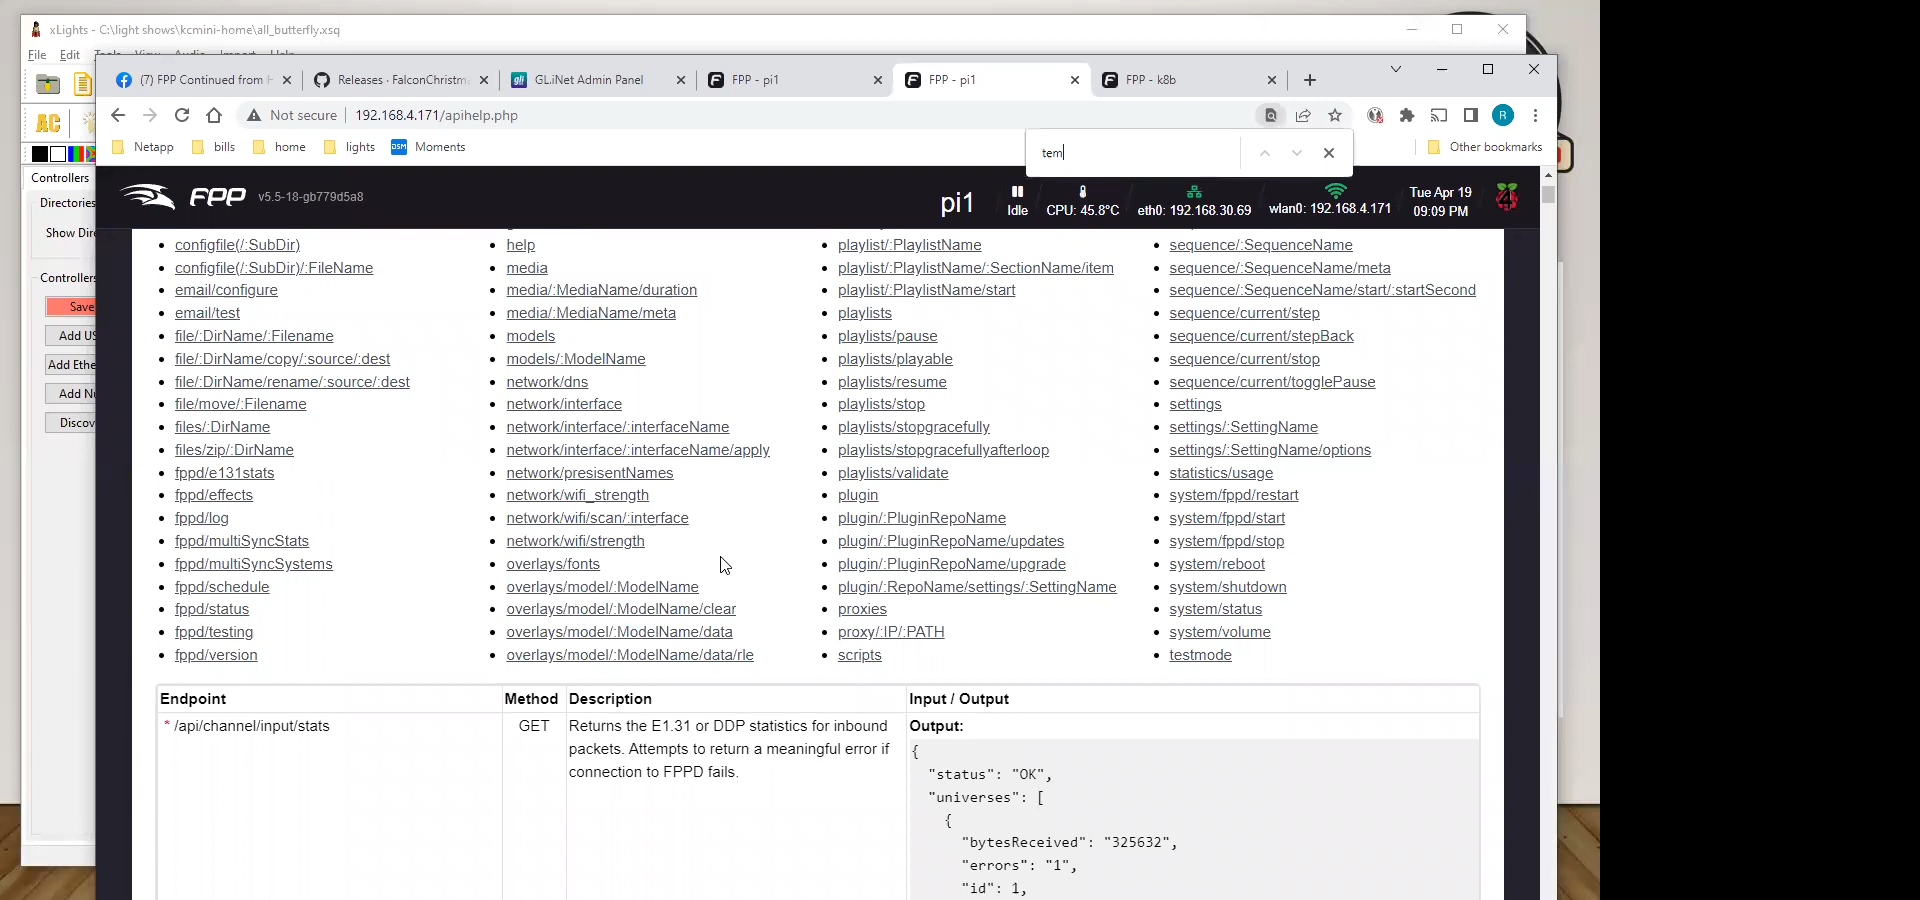 xLights - C:\light shows\kcmini-home\all_butterfly.xsq
File Edit Tools View Audio Import Help
(7) FPP Continued from
Releases · FalconChristm
GL.iNet Admin Panel
FPP - pi1
FPP - pi1
FPP - k8b
Not secure 192.168.4.171/apihelp.php
R
AC
Netapp bills home lights DSM Moments Other bookmarks
tem
Controllers
Directories
Show Dir
Controllers
Save
Add US
Add Ethe
Add Nu
Discov
FPP v5.5-18-gb779d5a8
pi1
Idle
CPU: 45.8°C
eth0: 192.168.30.69
wlan0: 192.168.4.171
Tue Apr 19
09:09 PM
4
configfile(/:SubDir)
configfile(/:SubDir)/:FileName
email/configure
email/test
file/:DirName/:Filename
file/:DirName/copy/:source/:dest
file/:DirName/rename/:source/:dest
file/move/:Filename
files/:DirName
files/zip/:DirName
fppd/e131stats
fppd/effects
fppd/log
fppd/multiSyncStats
fppd/multiSyncSystems
fppd/schedule
fppd/status
fppd/testing
fppd/version
help
media
media/:MediaName/duration
media/:MediaName/meta
models
models/:ModelName
network/dns
network/interface
network/interface/:interfaceName
network/interface/:interfaceName/apply
network/presisentNames
network/wifi_strength
network/wifi/scan/:interface
network/wifi/strength
overlays/fonts
overlays/model/:ModelName
overlays/model/:ModelName/clear
overlays/model/:ModelName/data
overlays/model/:ModelName/data/rle
playlist/:PlaylistName
playlist/:PlaylistName/:SectionName/item
playlist/:PlaylistName/start
playlists
playlists/pause
playlists/playable
playlists/resume
playlists/stop
playlists/stopgracefully
playlists/stopgracefullyafterloop
playlists/validate
plugin
plugin/:PluginRepoName
plugin/:PluginRepoName/updates
plugin/:PluginRepoName/upgrade
plugin/:RepoName/settings/:SettingName
proxies
proxy/:IP/:PATH
scripts
sequence/:SequenceName
sequence/:SequenceName/meta
sequence/:SequenceName/start/:startSecond
sequence/current/step
sequence/current/stepBack
sequence/current/stop
sequence/current/togglePause
settings
settings/:SettingName
settings/:SettingName/options
statistics/usage
system/fppd/restart
system/fppd/start
system/fppd/stop
system/reboot
system/shutdown
system/status
system/volume
testmode
Endpoint Method Description Input / Output
* /api/channel/input/stats GET
Returns the E1.31 or DDP statistics for inbound
packets. Attempts to return a meaningful error if
connection to FPPD fails.
Output:
{
"status": "OK",
"universes": [
{
"bytesReceived": "325632",
"errors": "1",
"id": 1,